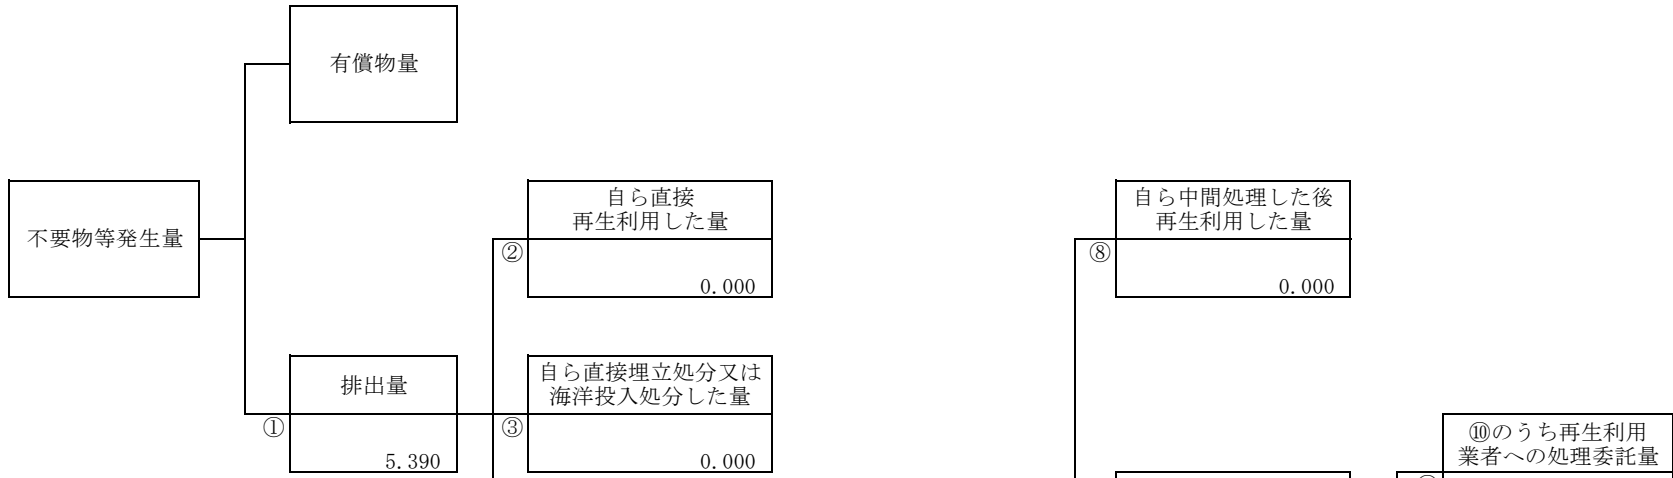 有償物量
不要物等発生量
自ら直接
再生利用した量
②
0.000
自ら中間処理した後
再生利用した量
⑧
0.000
排出量
①
5.390
自ら直接埋立処分又は
海洋投入処分した量
③
0.000
⑩のうち再生利用
業者への処理委託量